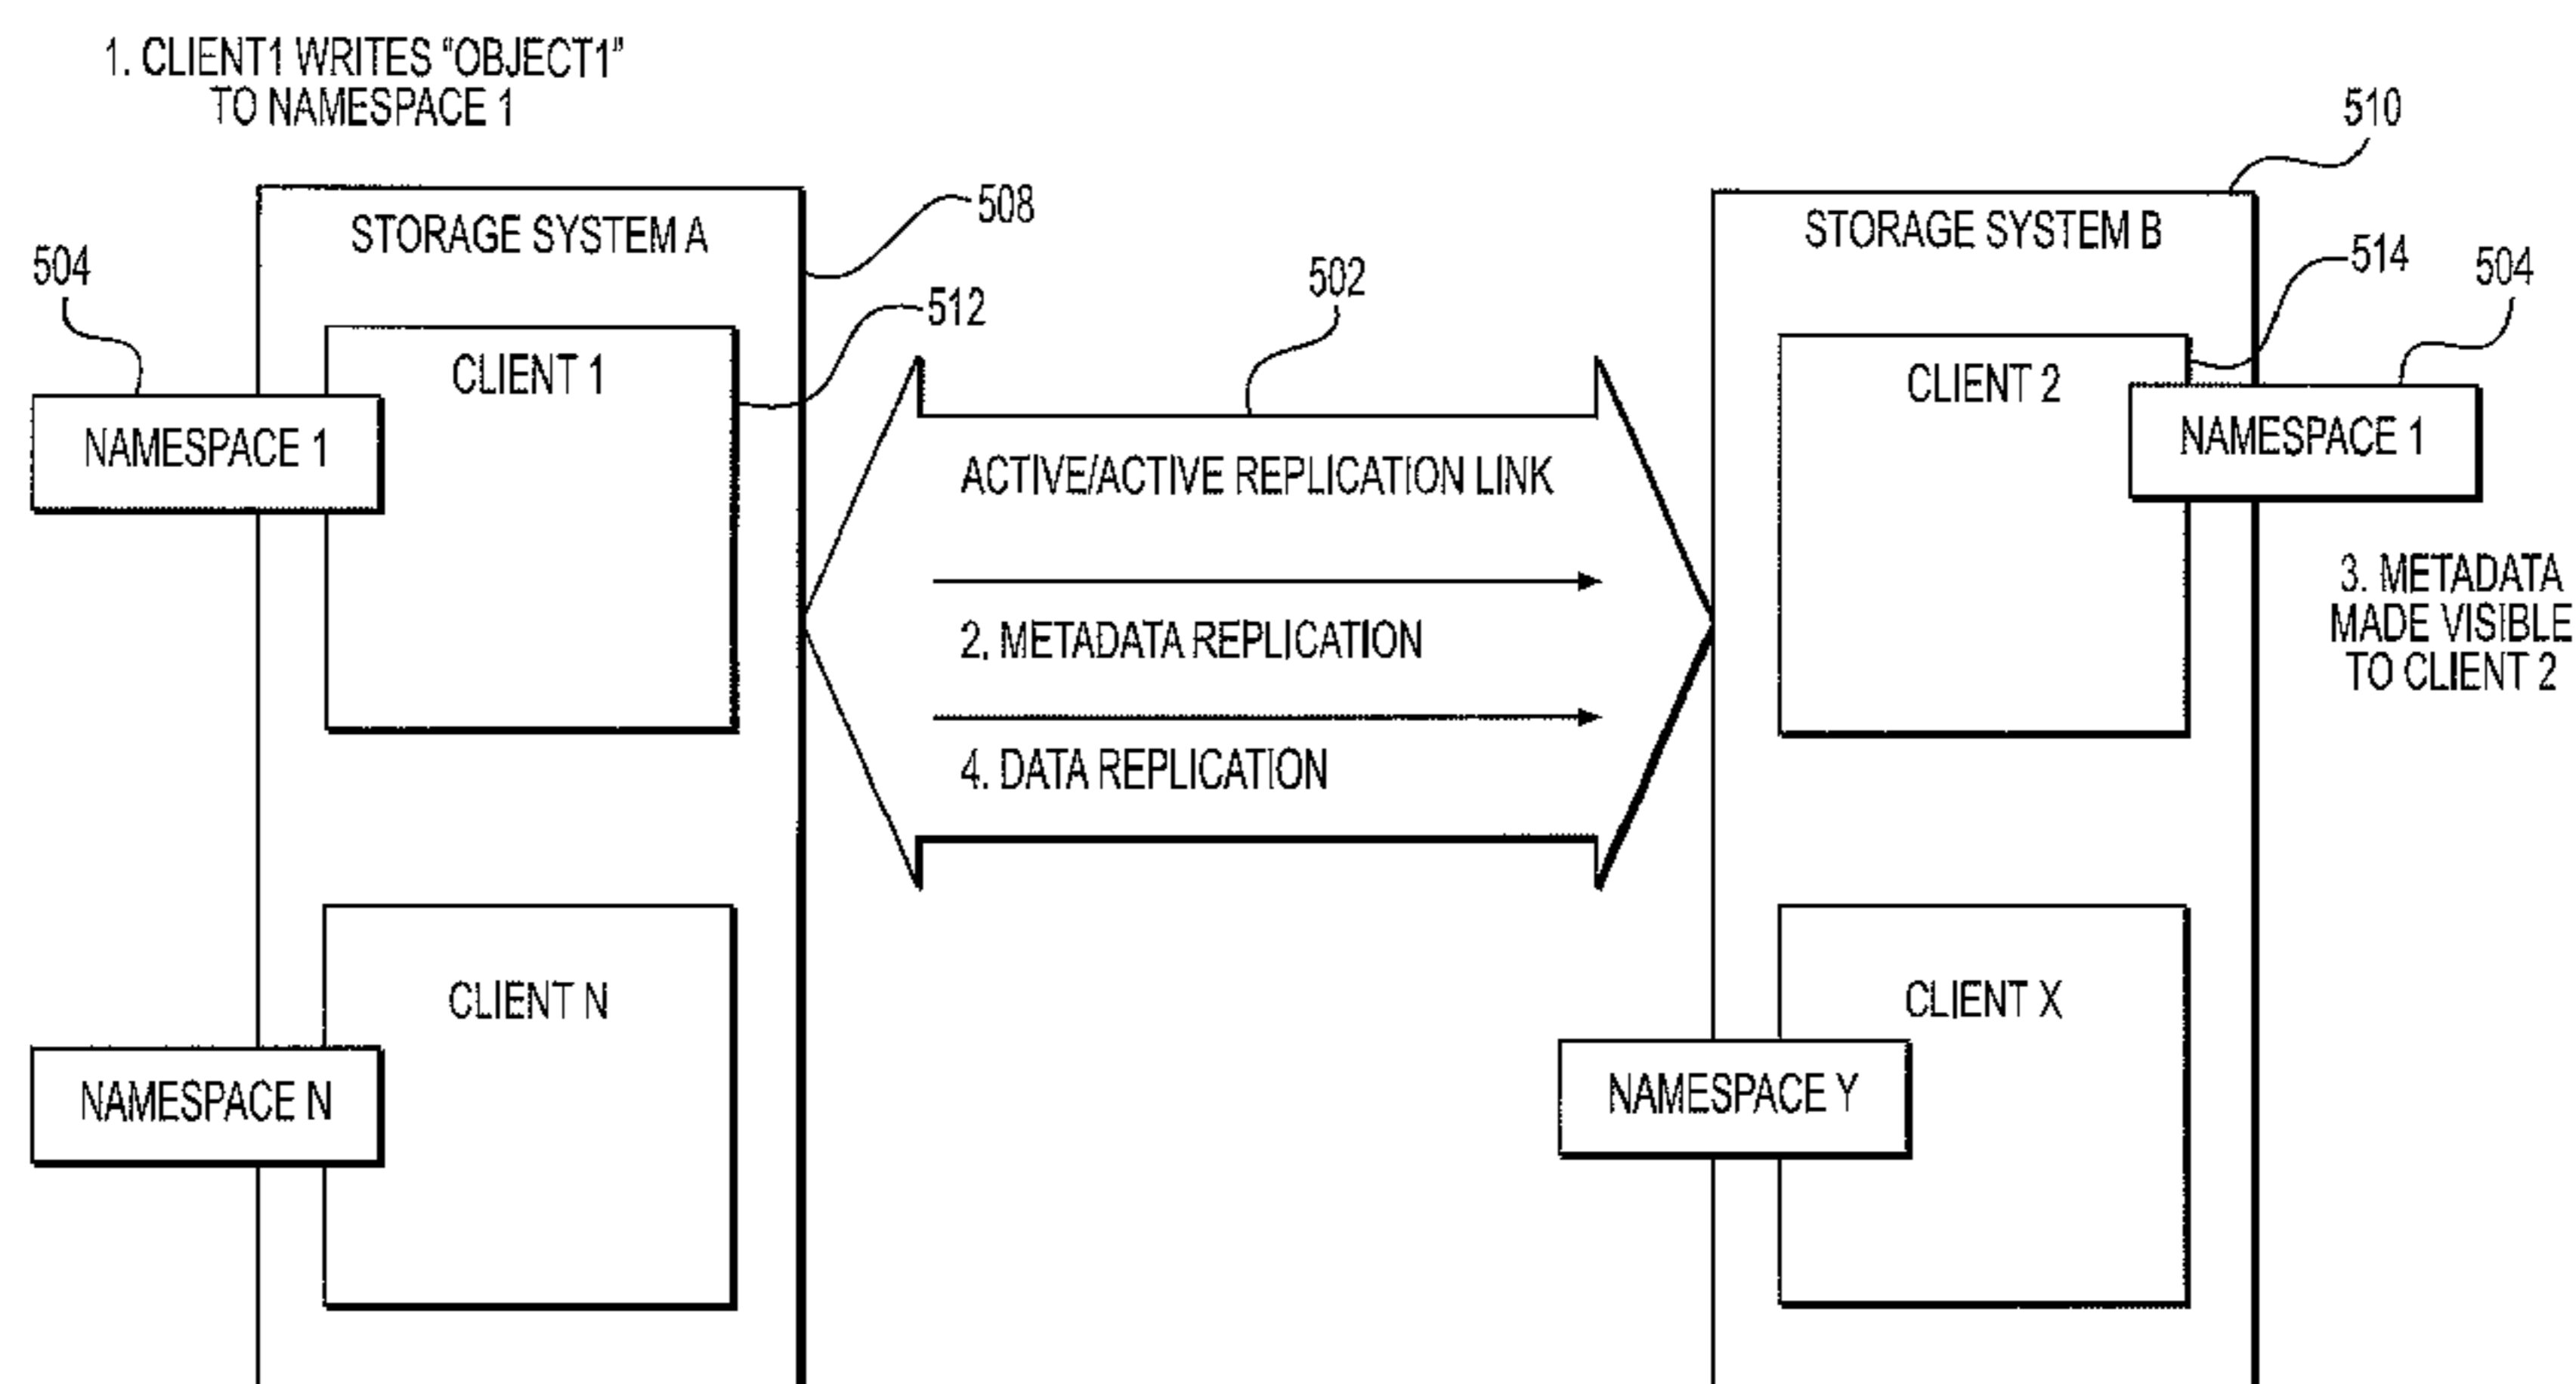 1. CLIENT1 WRITES "OBJECT1"
TO NAMESPACE 1
510
STORAGE SYSTEM A
508
STORAGE SYSTEM B
504
512
502
514
504
CLIENT 1
CLIENT 2
NAMESPACE 1
ACTIVE/ACTIVE REPLICATION LINK
NAMESPACE 1
2. METADATA REPLICATION
3. METADATA
MADE VISIBLE
TO CLIENT 2
4. DATA REPLICATION
CLIENT N
CLIENT X
NAMESPACE N
NAMESPACE Y